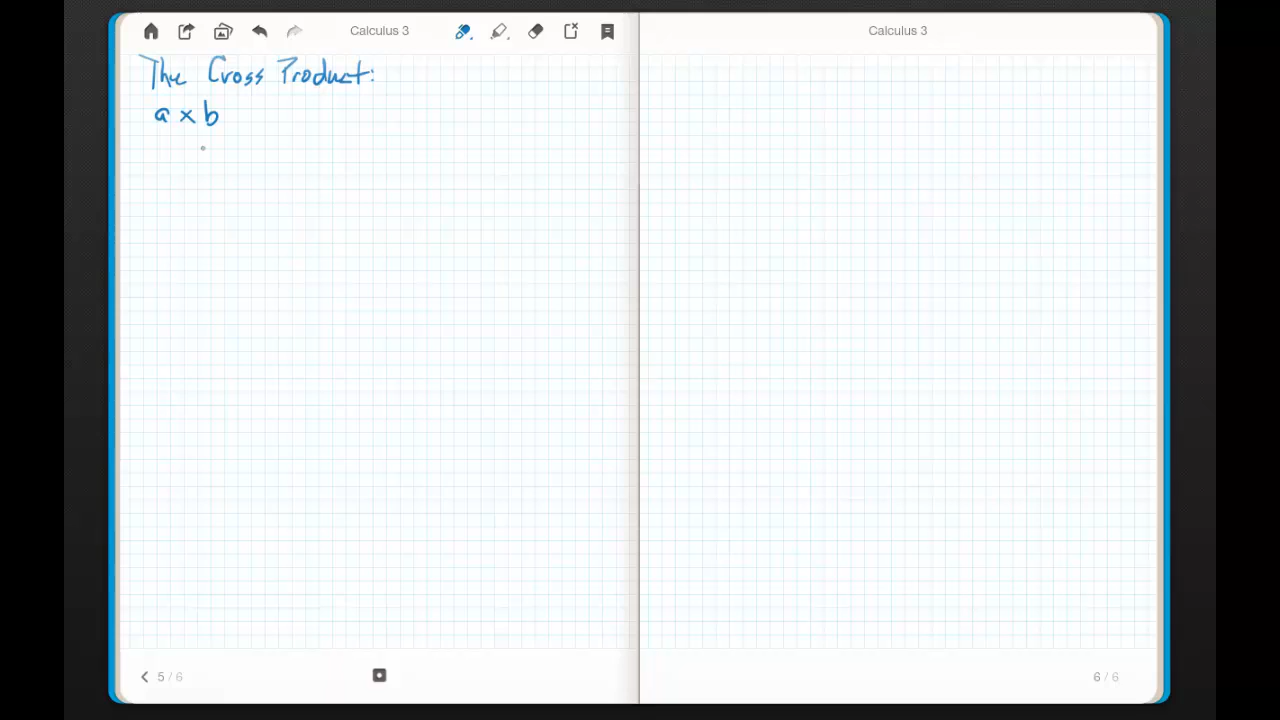 Calculus 3
Calculus 3
The Cross Product:
a × b
5 / 6
6 / 6